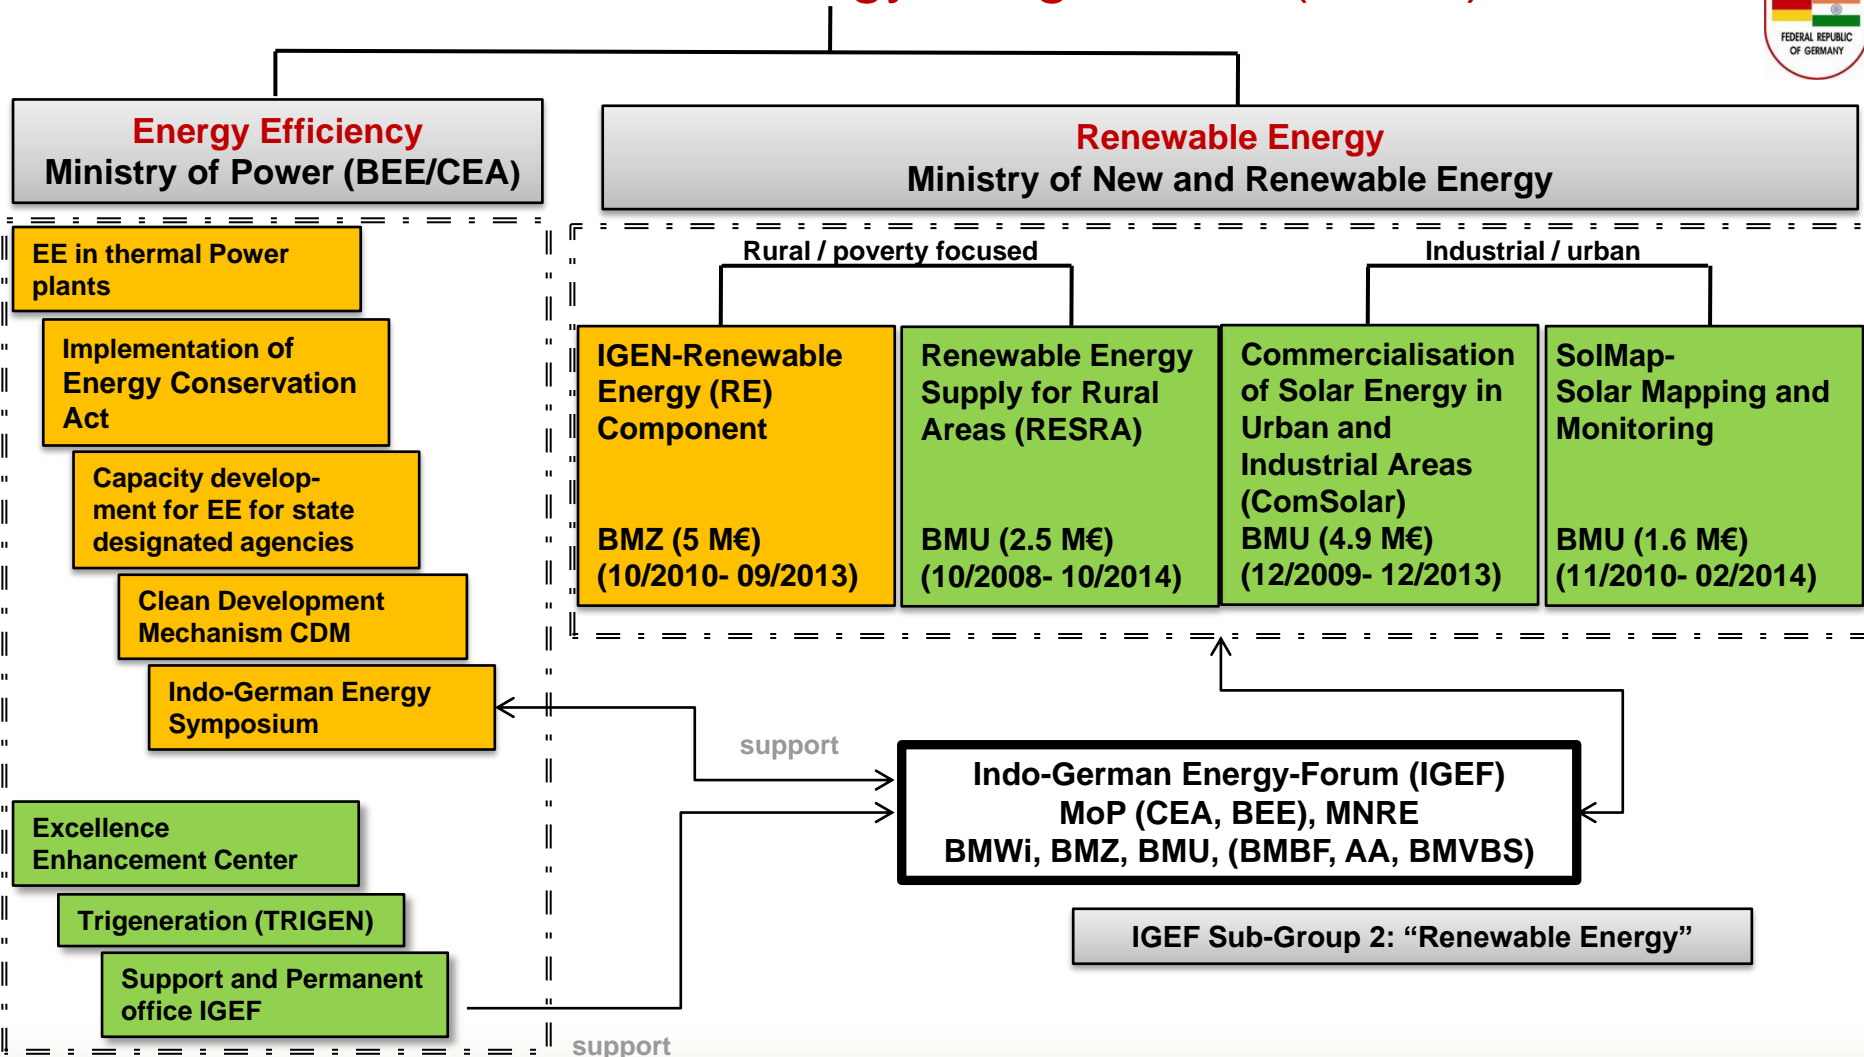 FEDERAL REPUBLIC
OF GERMANY
Energy Efficiency
Ministry of Power (BEE/CEA)
Renewable Energy
Ministry of New and Renewable Energy
EE in thermal Power
plants
Implementation of
Energy Conservation
Act
Capacity develop-
ment for EE for state
designated agencies
Clean Development
Mechanism CDM
Indo-German Energy
Symposium
Excellence
Enhancement Center
Trigeneration (TRIGEN)
Support and Permanent
office IGEF
Rural / poverty focused
Industrial / urban
IGEN-Renewable
Energy (RE)
Component
BMZ (5 M€)
(10/2010- 09/2013)
Renewable Energy
Supply for Rural
Areas (RESRA)
BMU (2.5 M€)
(10/2008- 10/2014)
Commercialisation
of Solar Energy in
Urban and
Industrial Areas
(ComSolar)
BMU (4.9 M€)
(12/2009- 12/2013)
SolMap-
Solar Mapping and
Monitoring
BMU (1.6 M€)
(11/2010- 02/2014)
support
Indo-German Energy-Forum (IGEF)
MoP (CEA, BEE), MNRE
BMWi, BMZ, BMU, (BMBF, AA, BMVBS)
IGEF Sub-Group 2: “Renewable Energy”
support